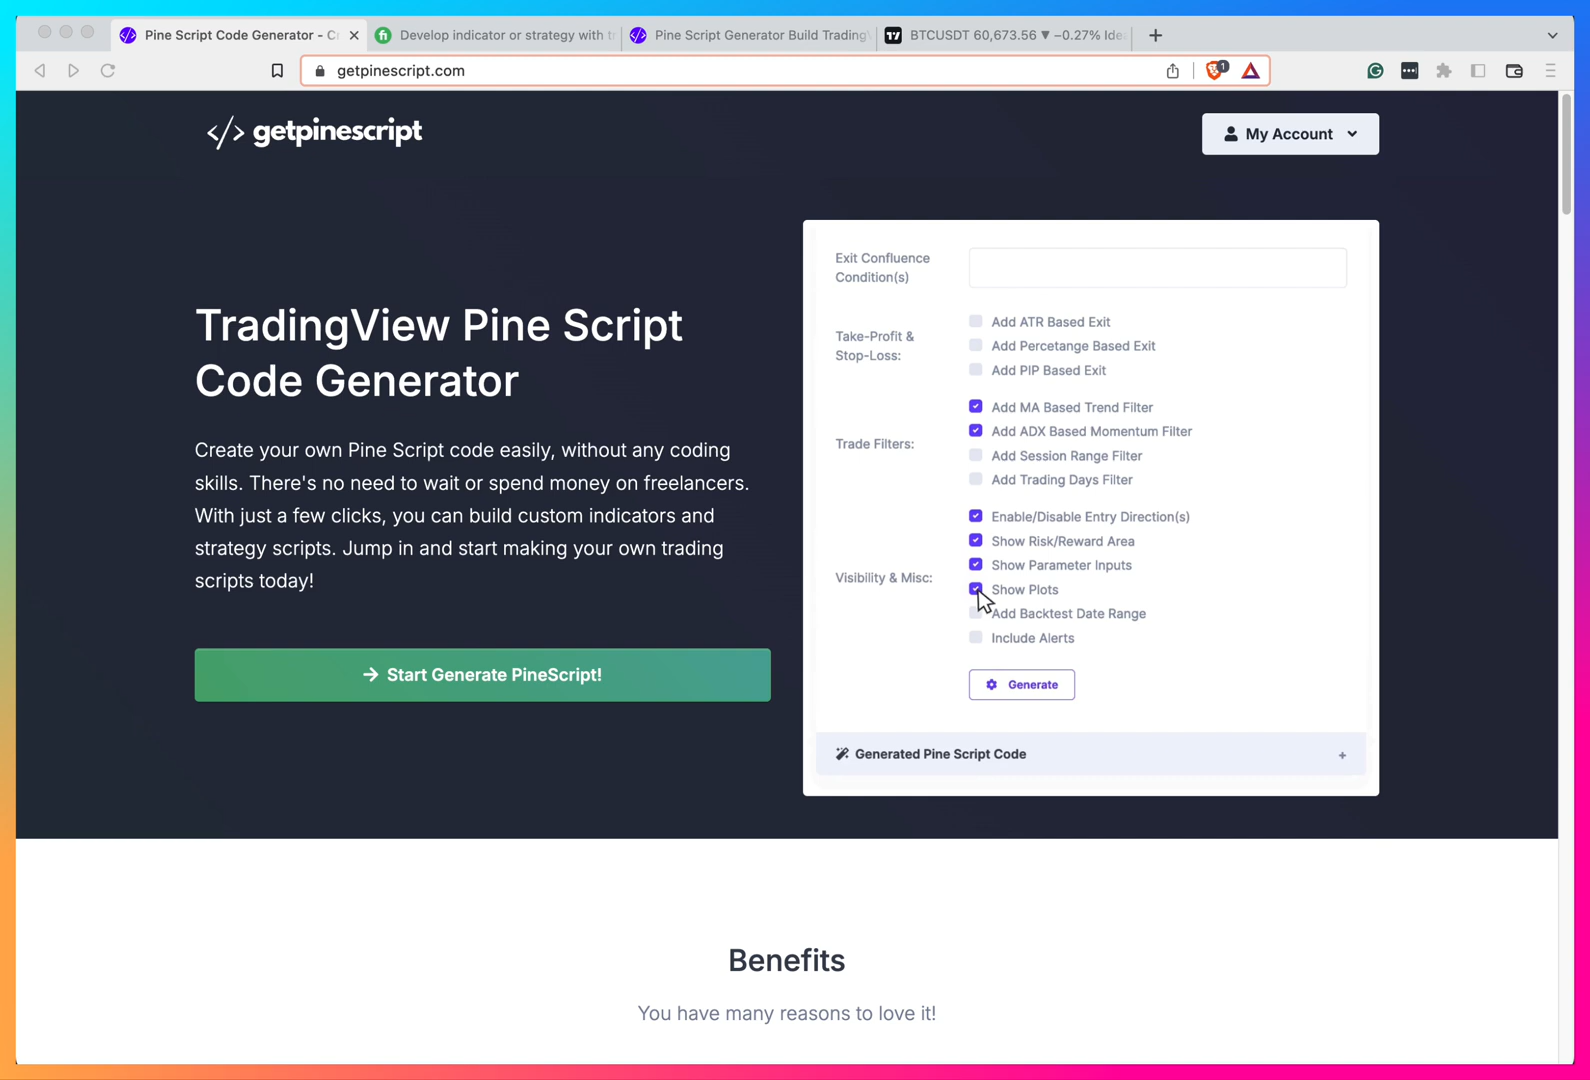 Pine Script Code Generator - Cr
Develop indicator or strategy with t
Pine Script Generator Build Trading
BTCUSDT 60,673.56 ▼ −0.27% Ide
getpinescript.com
1
</> getpinescript
My Account
TradingView Pine Script
Code Generator
Create your own Pine Script code easily, without any coding
skills. There's no need to wait or spend money on freelancers.
With just a few clicks, you can build custom indicators and
strategy scripts. Jump in and start making your own trading
scripts today!
→ Start Generate PineScript!
Exit Confluence
Condition(s)
Take-Profit &
Stop-Loss:
Add ATR Based Exit
Add Percetange Based Exit
Add PIP Based Exit
Trade Filters:
Add MA Based Trend Filter
Add ADX Based Momentum Filter
Add Session Range Filter
Add Trading Days Filter
Visibility & Misc:
Enable/Disable Entry Direction(s)
Show Risk/Reward Area
Show Parameter Inputs
Show Plots
Add Backtest Date Range
Include Alerts
Generate
Generated Pine Script Code +
Benefits
You have many reasons to love it!